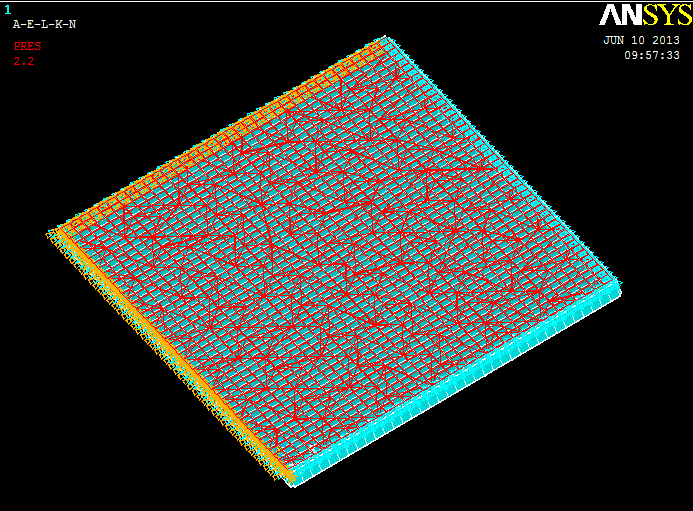 1
A-E-L-K-N
PRES
2.2
ANSYS
JUN 10 2013
09:57:33